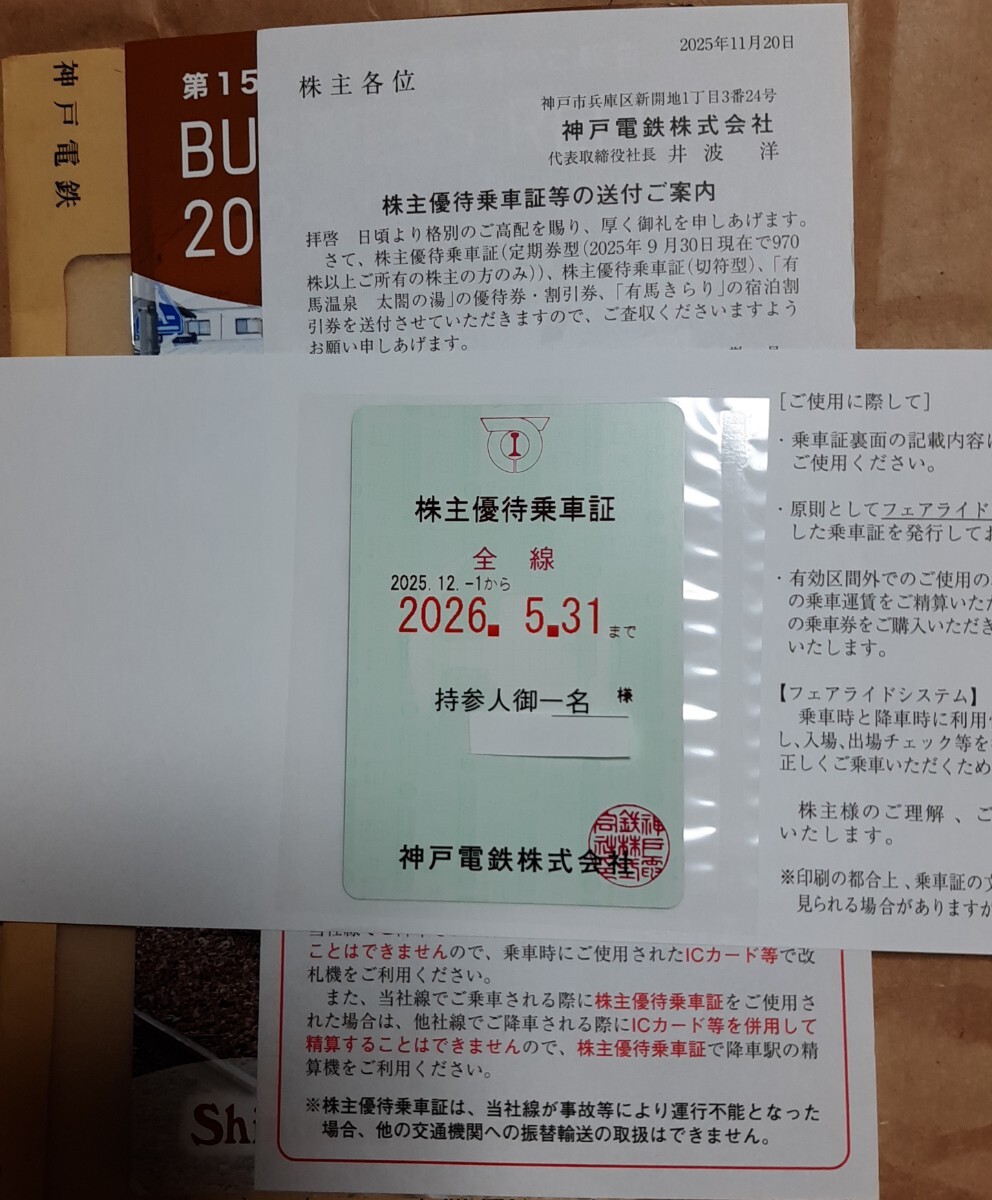 神戸電鉄
第15
BU
20
2025年11月20日
株主各位
神戸市兵庫区新開地1丁目3番24号
神戸電鉄株式会社
代表取締役社長 井波 洋
株主優待乗車証等の送付ご案内
拝啓 日頃より格別のご高配を賜り、厚く御礼を申しあげます。
さて、株主優待乗車証(定期券型(2025年9月30日現在で970
株以上ご所有の株主の方のみ))、株主優待乗車証(切符型)、「有
馬温泉 太閤の湯」の優待券・割引券、「有馬きらり」の宿泊割
引券を送付させていただきますので、ご査収くださいますよう
お願い申しあげます。
株主優待乗車証
全線
2025.12.-1から
2026. 5.31まで
持参人御一名 様
神戸電鉄株式会社
[ご使用に際して]
・乗車証裏面の記載内容
ご使用ください。
・原則としてフェアライド
した乗車証を発行してお
・有効区間外でのご使用の
の乗車運賃をご精算いただ
の乗車券をご購入いただき
いたします。
【フェアライドシステム】
乗車時と降車時に利用
し、入場、出場チェック等を
正しくご乗車いただくため
株主様のご理解、ご
いたします。
※印刷の都合上、乗車証の文
見られる場合がありますが
ことはできませんので、乗車時にご使用されたICカード等で改
札機をご利用ください。
また、当社線でご乗車される際に株主優待乗車証をご使用さ
れた場合は、他社線でご降車される際にICカード等を併用して
精算することはできませんので、株主優待乗車証で降車駅の精
算機をご利用ください。
※株主優待乗車証は、当社線が事故等により運行不能となった
場合、他の交通機関への振替輸送の取扱はできません。
Shi